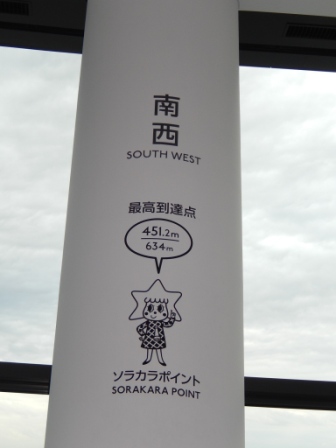 南
西
SOUTH WEST
最高到達点
451.2m
634m
ソラカラポイント
SORAKARA POINT